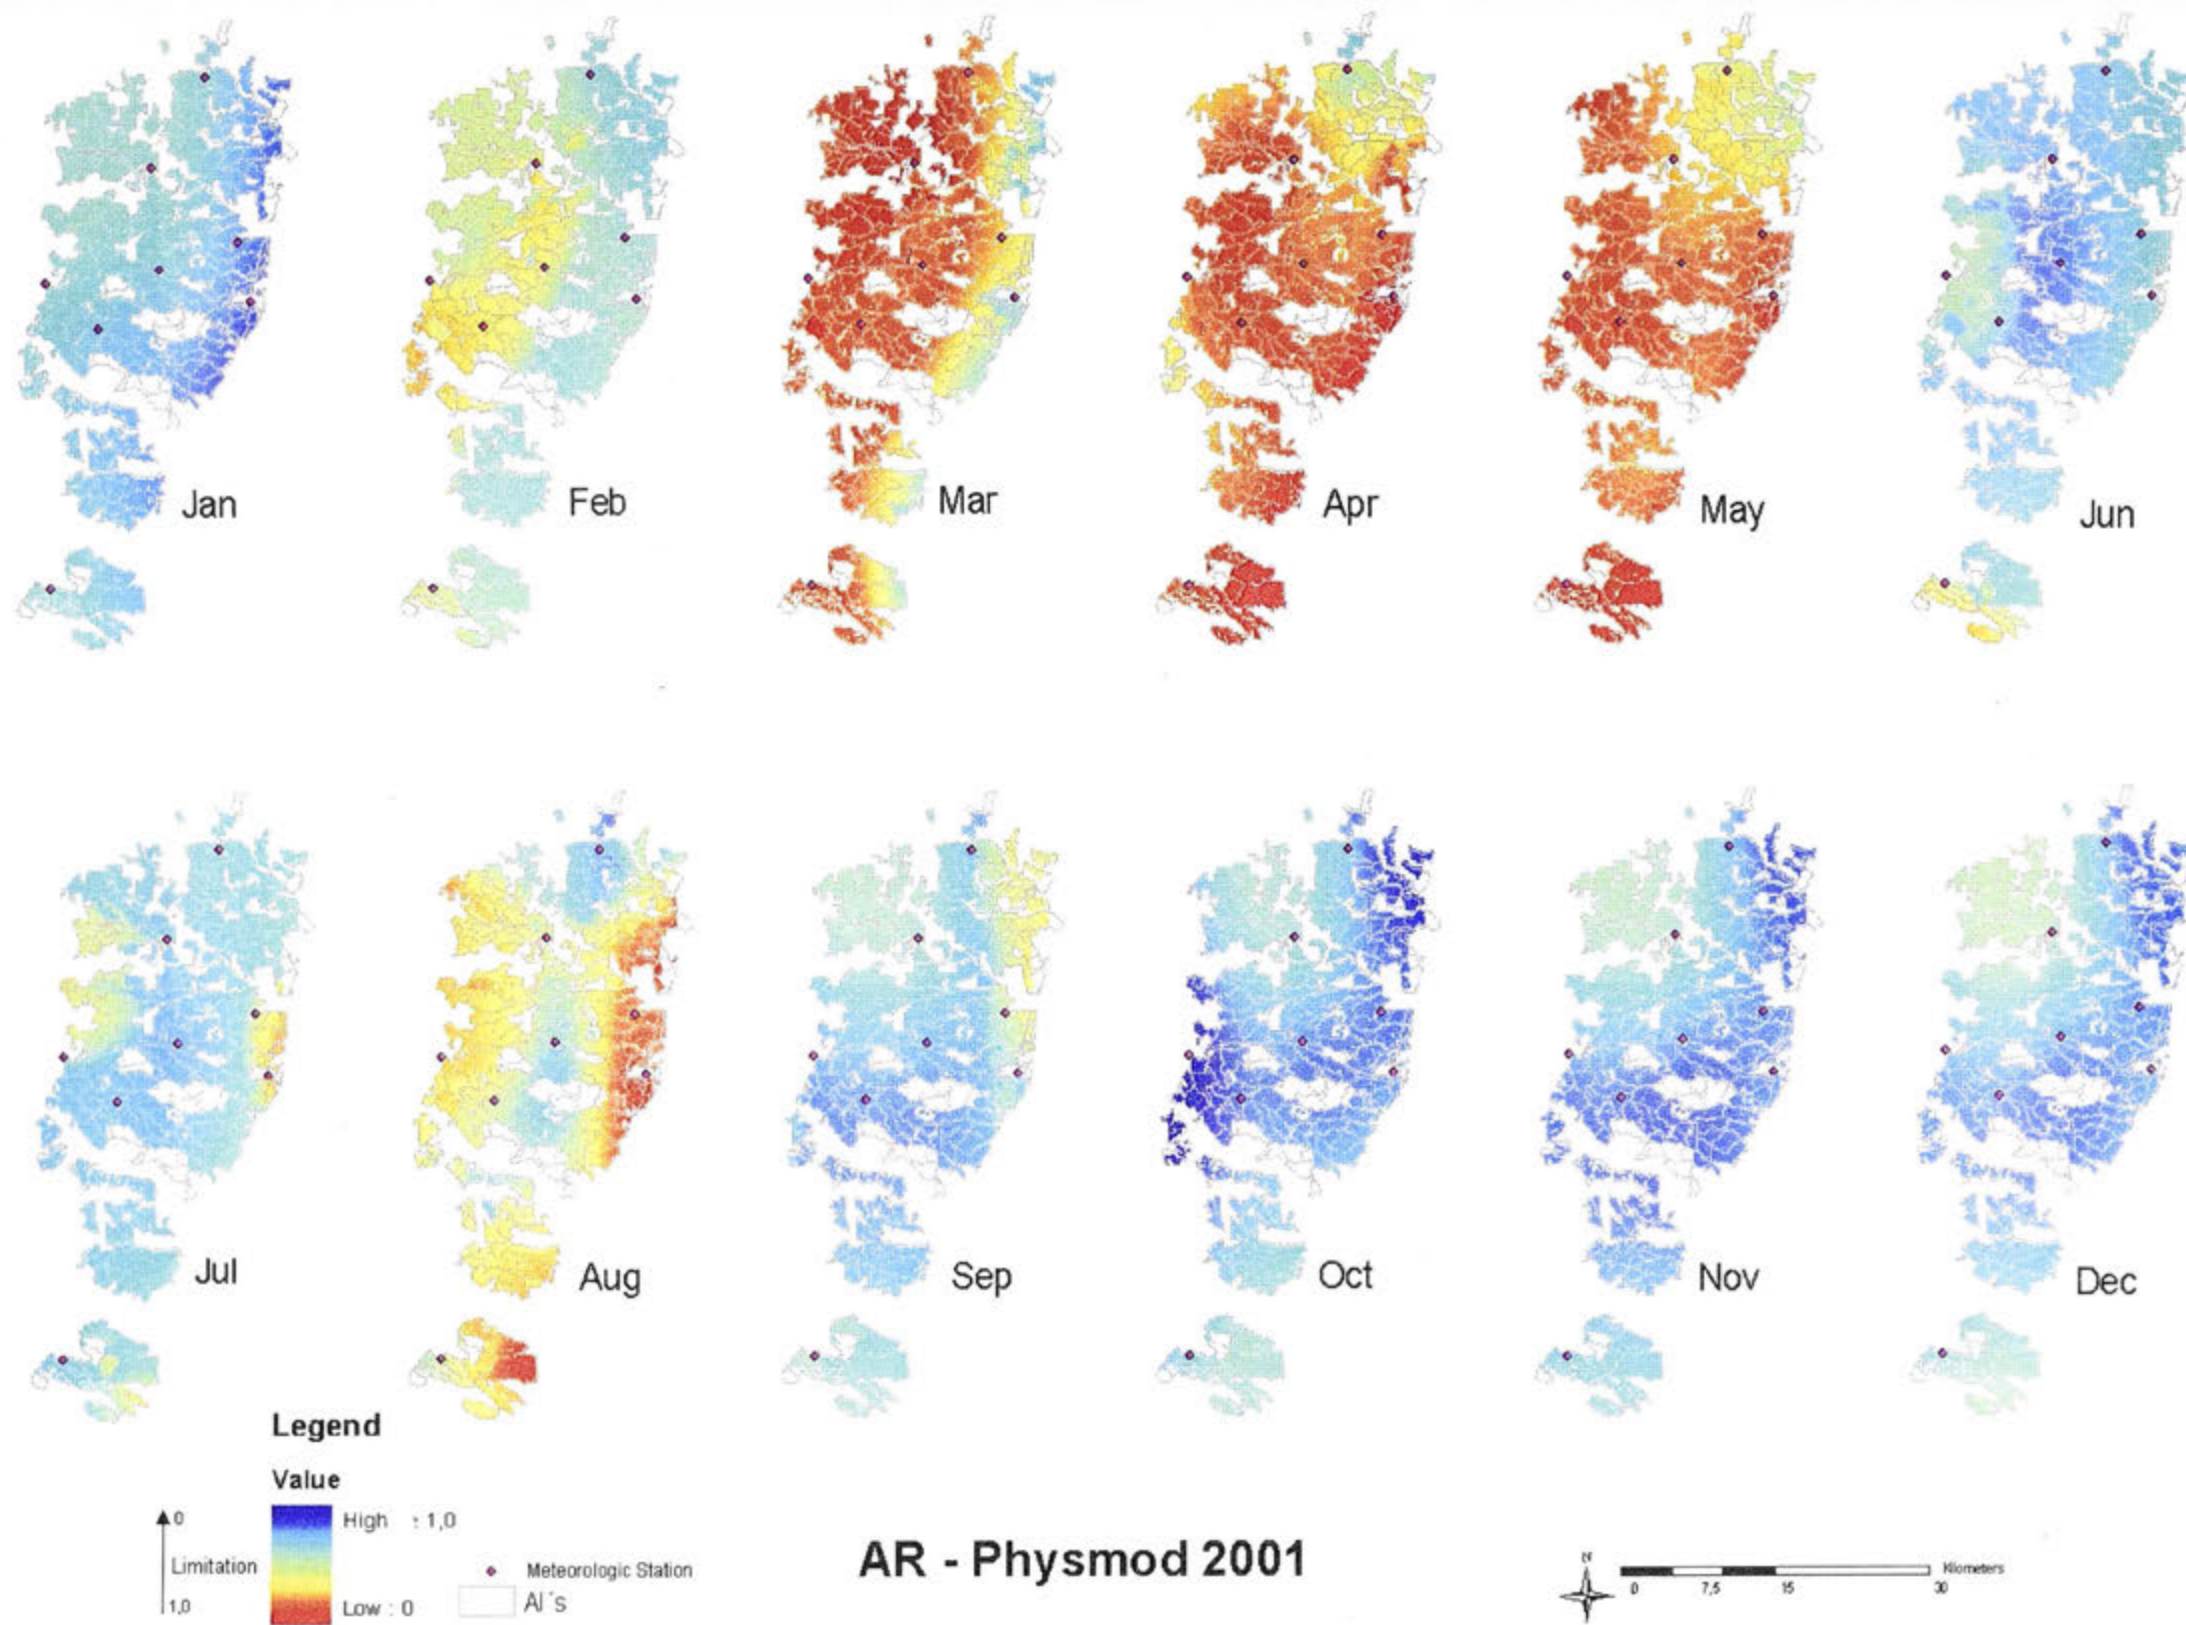 Jan
Feb
Mar
Apr
May
Jun
Jul
Aug
Sep
Oct
Nov
Dec
Legend
Value
0
High : 1,0
Limitation
1,0
Low : 0
Meteorologic Station
AI´s
AR - Physmod 2001
N
Kilometers
0 7,5 15 30